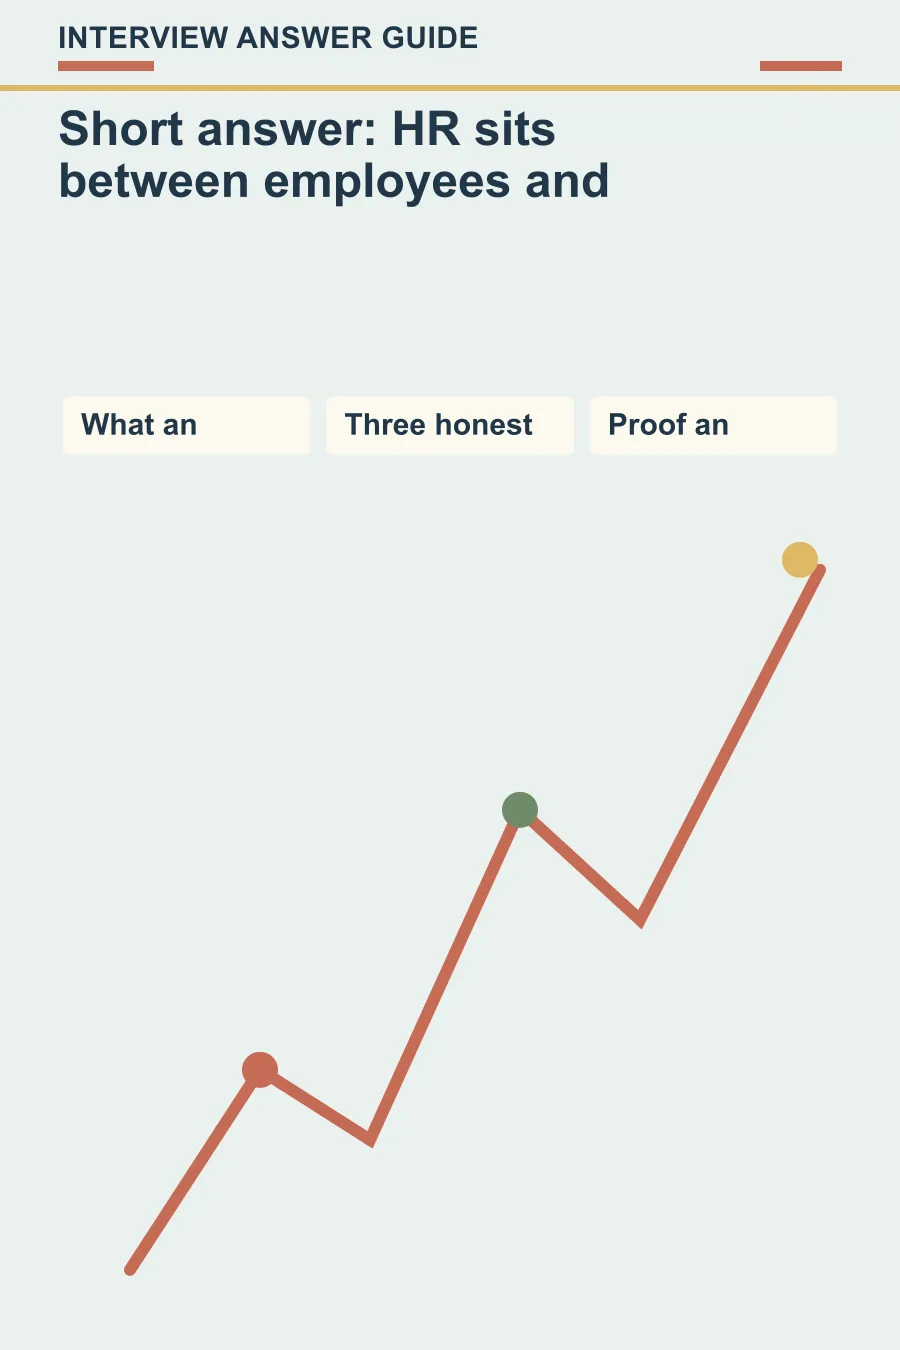 INTERVIEW ANSWER GUIDE
Short answer: HR sits
between employees and
What an
Three honest
Proof an